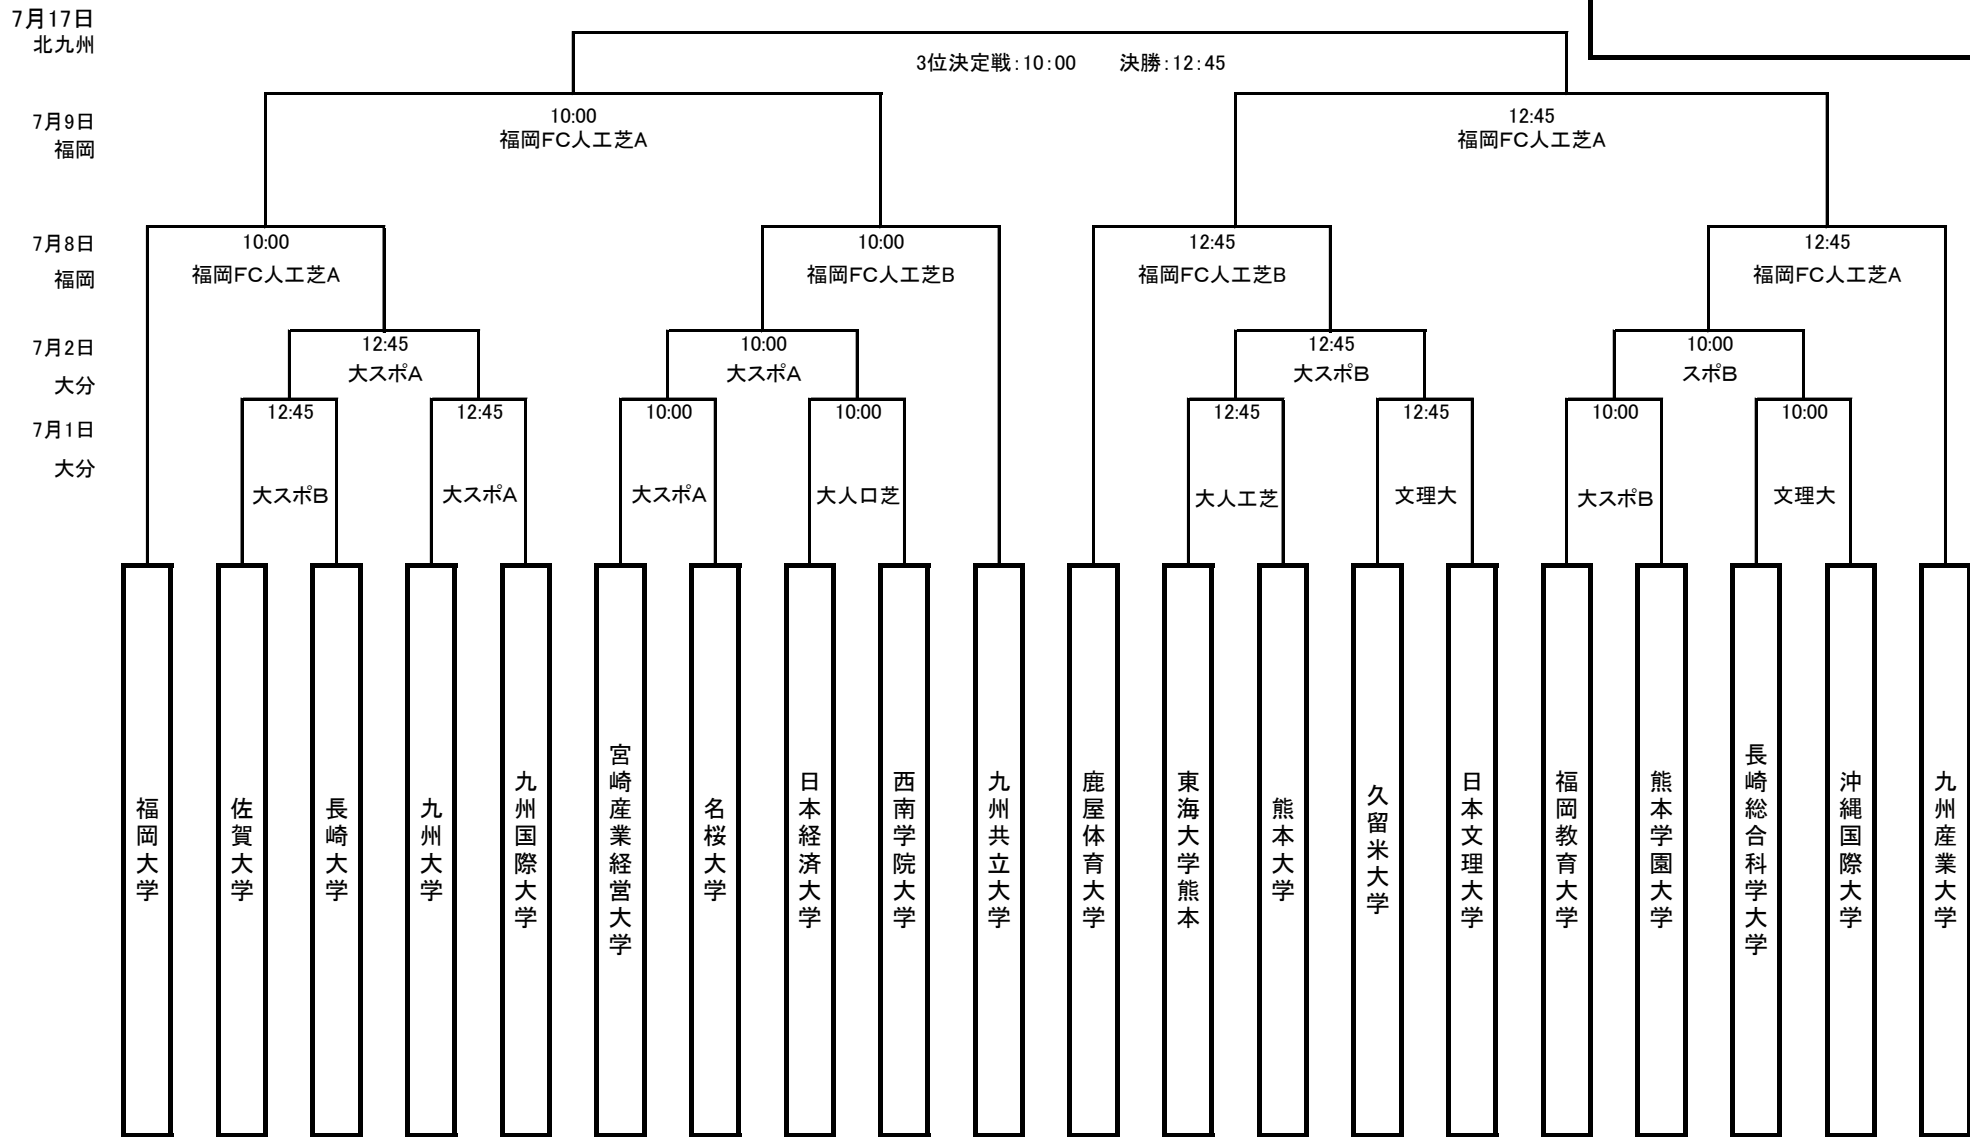 7月17日
北九州
3位決定戦：10：00　決勝：12：45
7月9日
福岡
10:00
福岡FC人工芝A
12:45
福岡FC人工芝A
7月8日
福岡
10:00
福岡FC人工芝A
10:00
福岡FC人工芝B
12:45
福岡FC人工芝B
12:45
福岡FC人工芝A
7月2日
大分
12:45
大スポA
10:00
大スポA
12:45
大スポB
10:00
スポB
7月1日
大分
12:45
大スポB
12:45
大スポA
10:00
大スポA
10:00
大人口芝
12:45
大人工芝
12:45
文理大
10:00
大スポB
10:00
文理大
福岡大学
佐賀大学
長崎大学
九州大学
九州国際大学
宮崎産業経営大学
名桜大学
日本経済大学
西南学院大学
九州共立大学
鹿屋体育大学
東海大学熊本
熊本大学
久留米大学
日本文理大学
福岡教育大学
熊本学園大学
長崎総合科学大学
沖縄国際大学
九州産業大学